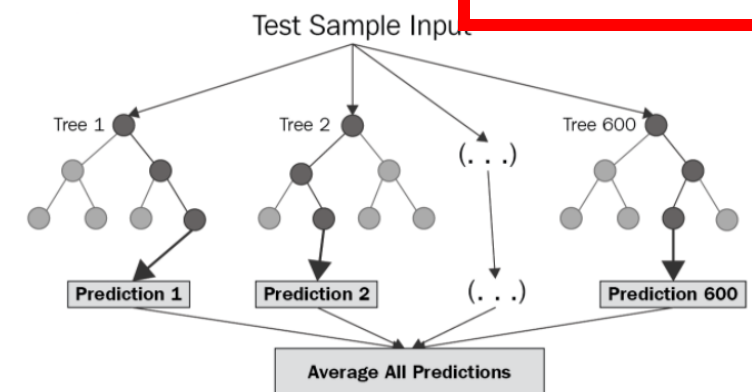 Test Sample Input
Tree 1
Tree 2
Tree 600
(. . .)
Prediction 1
Prediction 2
(. . .)
Prediction 600
Average All Predictions